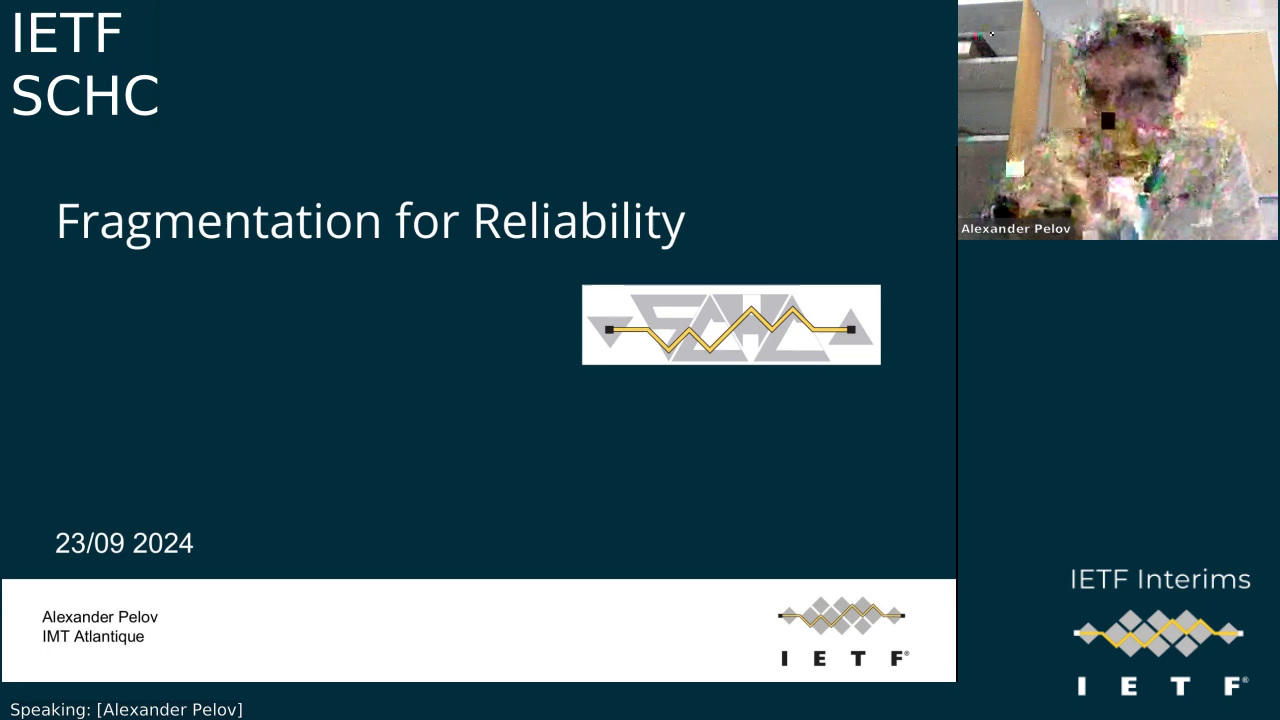 IETF
SCHC
Fragmentation for Reliability
SCHC
23/09 2024
Alexander Pelov
IMT Atlantique
I E T F®
Alexander Pelov
IETF Interims
I E T F®
Speaking: [Alexander Pelov]